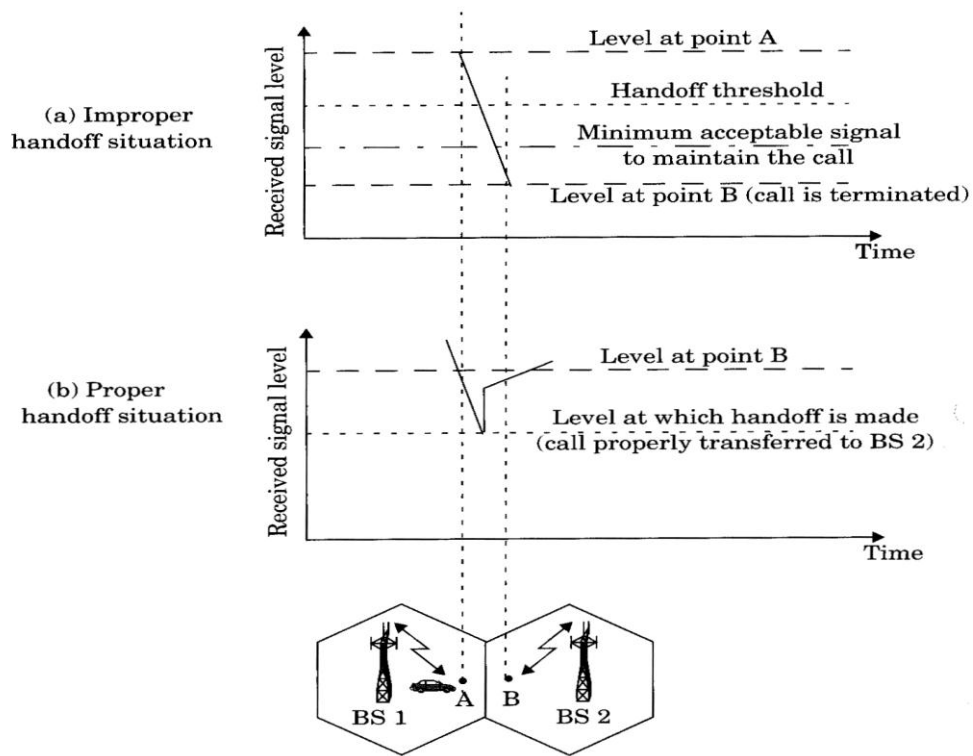 (a) Improper
handoff situation
Received signal level
Level at point A
Handoff threshold
Minimum acceptable signal
to maintain the call
Level at point B (call is terminated)
Time
(b) Proper
handoff situation
Received signal level
Level at point B
Level at which handoff is made
(call properly transferred to BS 2)
Time
A
B
BS 1
BS 2